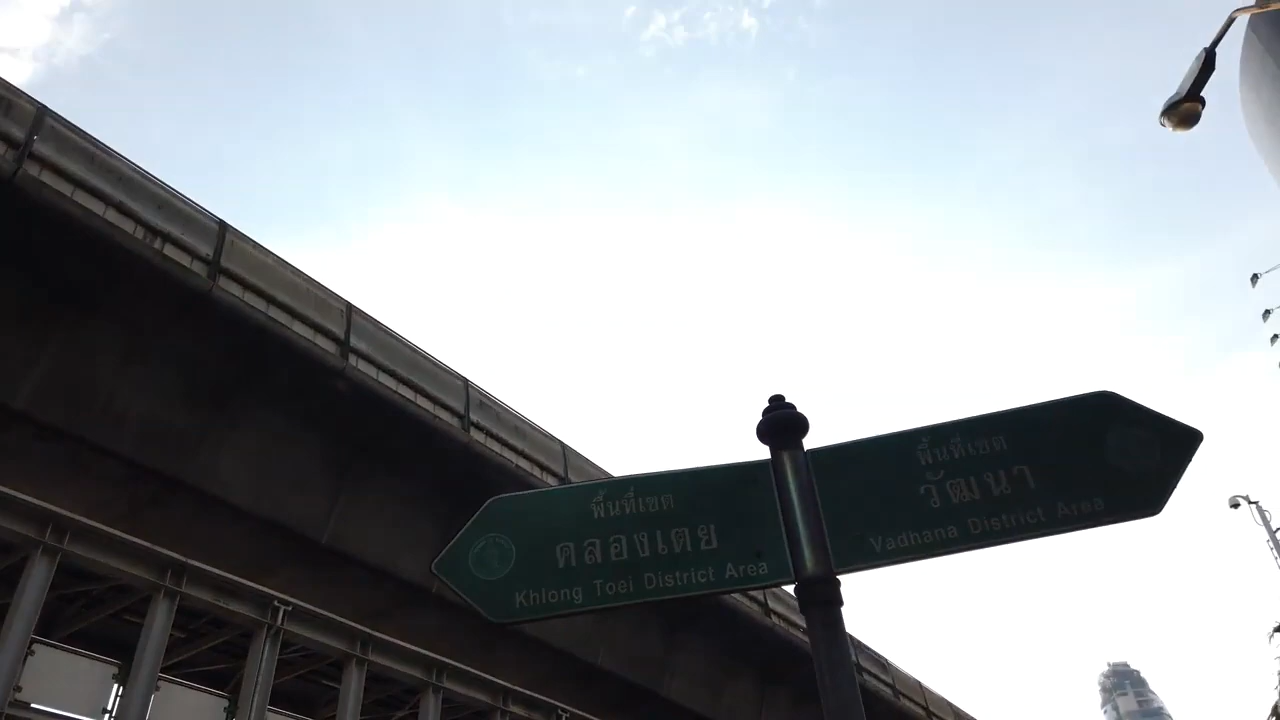 พื้นที่เขต
คลองเตย
Khlong Toei District Area
พื้นที่เขต
วัฒนา
Vadhana District Area